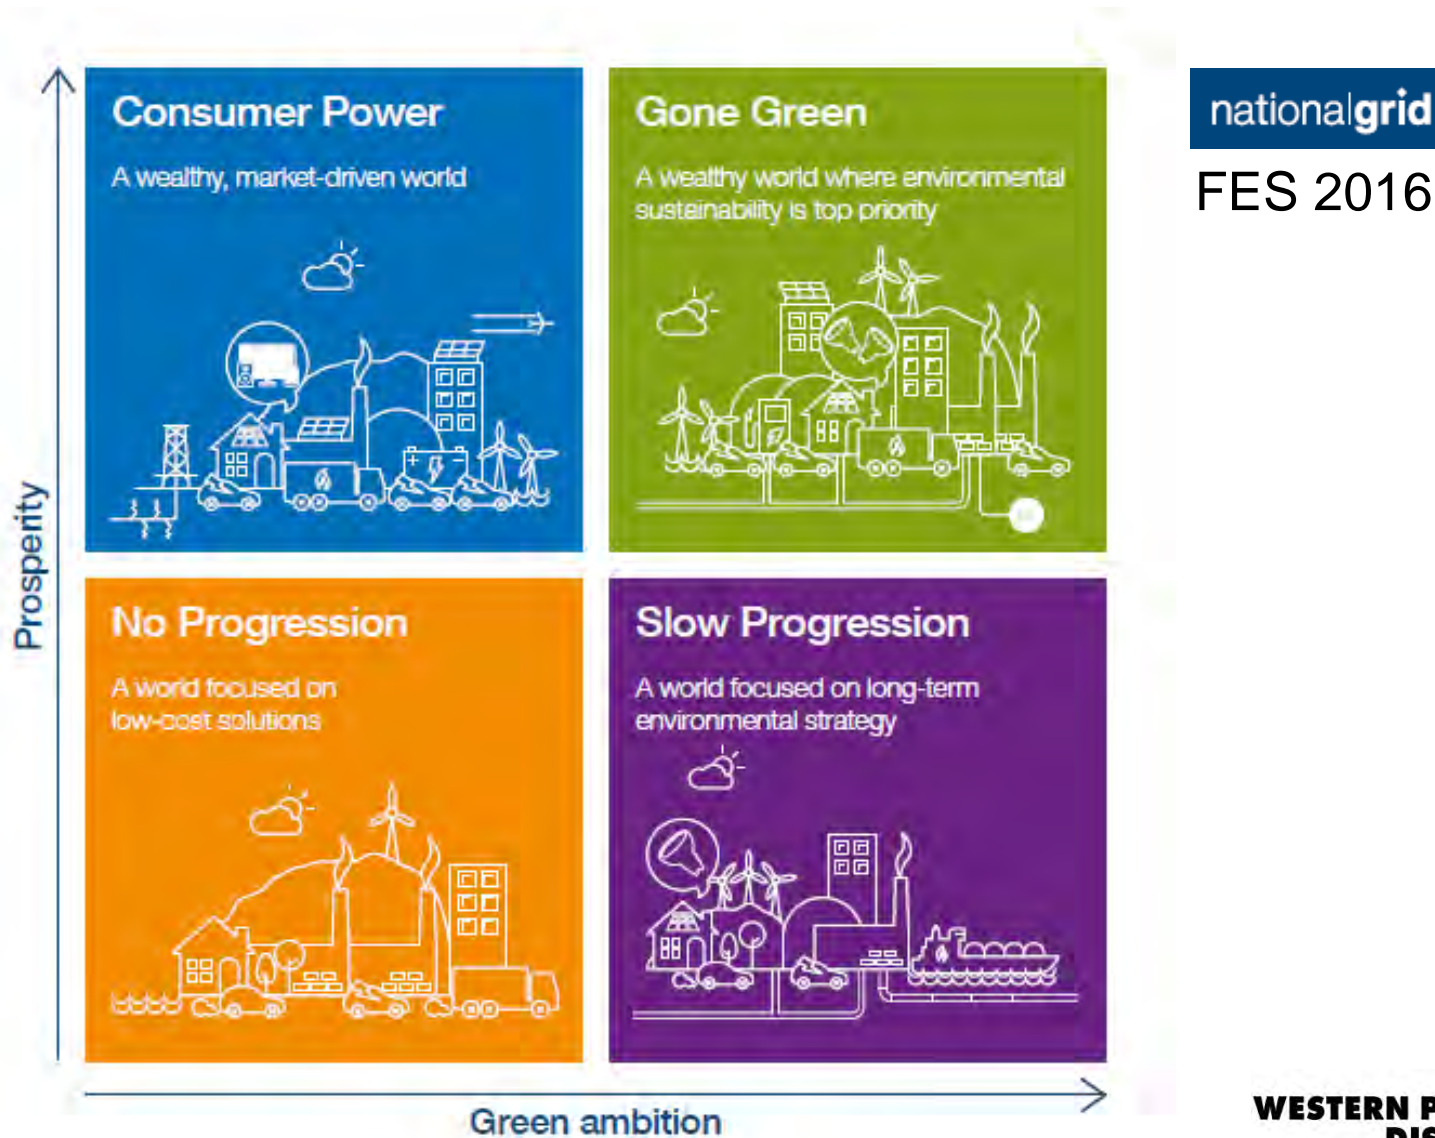 Consumer Power
A wealthy, market-driven world
Gone Green
A wealthy world where environmental
sustainability is top priority
nationalgrid
FES 2016
Prosperity
No Progression
A world focused on
low-cost solutions
Slow Progression
A world focused on long-term
environmental strategy
Green ambition
WESTERN P
DIS